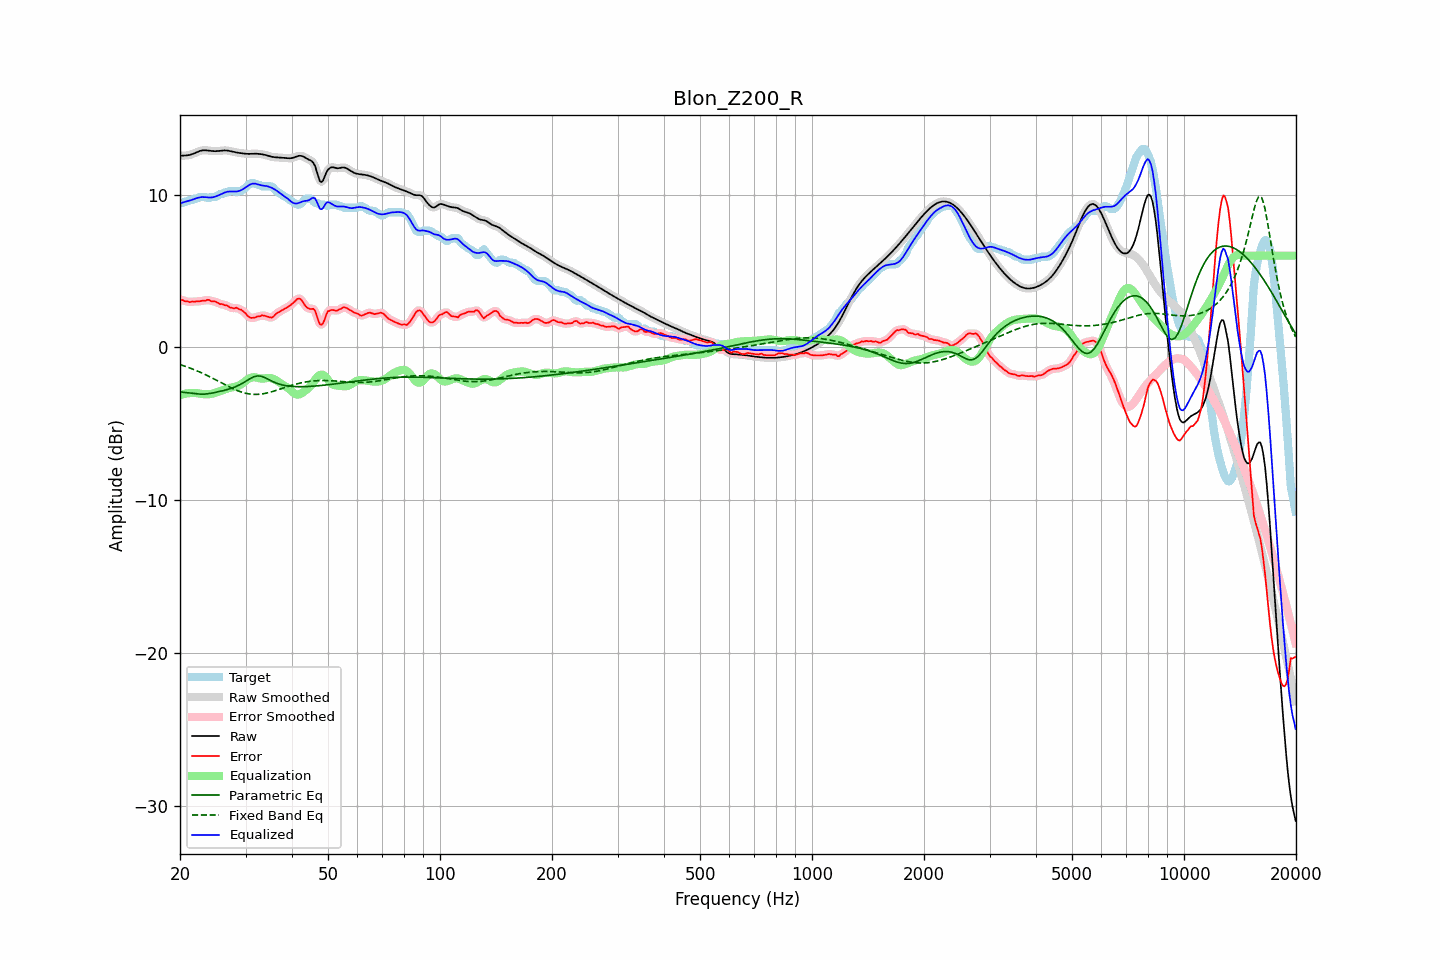 Blon_Z200_R
Amplitude (dBr)
10
0
−10
−20
−30
Target
Raw Smoothed
Error Smoothed
Raw
Error
Equalization
Parametric Eq
Fixed Band Eq
Equalized
20 50 100 200 500 1000 2000 5000 10000 20000
Frequency (Hz)